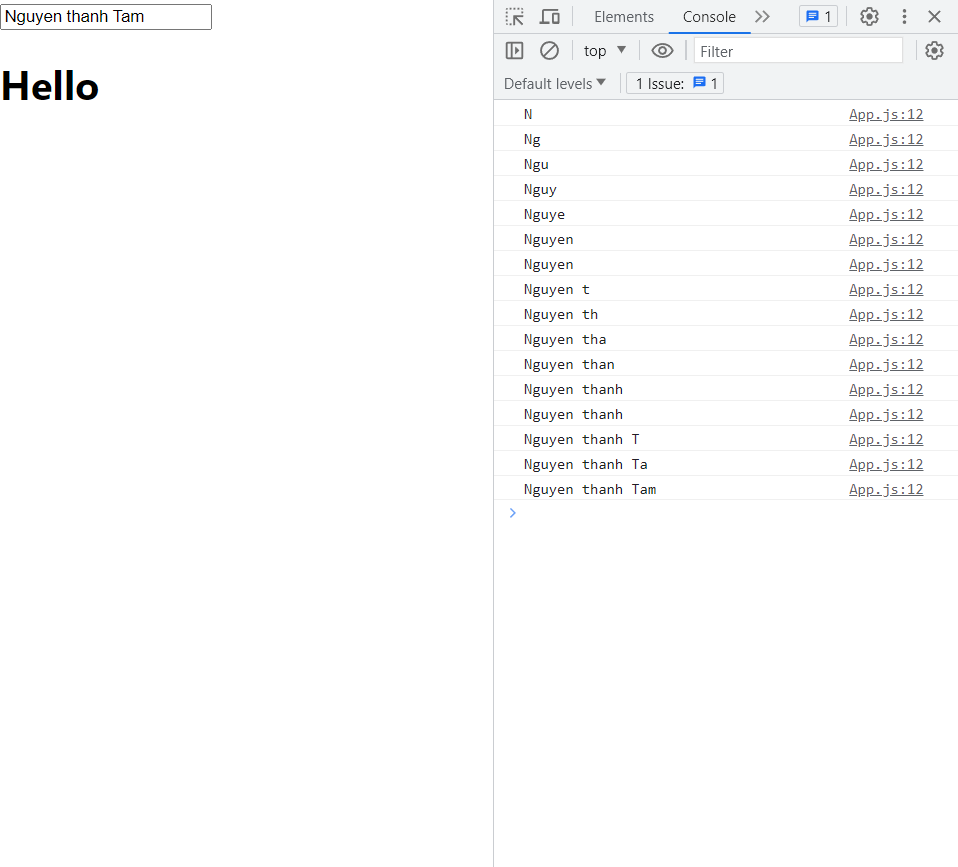 Nguyen thanh Tam
Hello
Elements Console 1
top Filter
Default levels 1 Issue: 1
N App.js:12
Ng App.js:12
Ngu App.js:12
Nguy App.js:12
Nguye App.js:12
Nguyen App.js:12
Nguyen App.js:12
Nguyen t App.js:12
Nguyen th App.js:12
Nguyen tha App.js:12
Nguyen than App.js:12
Nguyen thanh App.js:12
Nguyen thanh App.js:12
Nguyen thanh T App.js:12
Nguyen thanh Ta App.js:12
Nguyen thanh Tam App.js:12